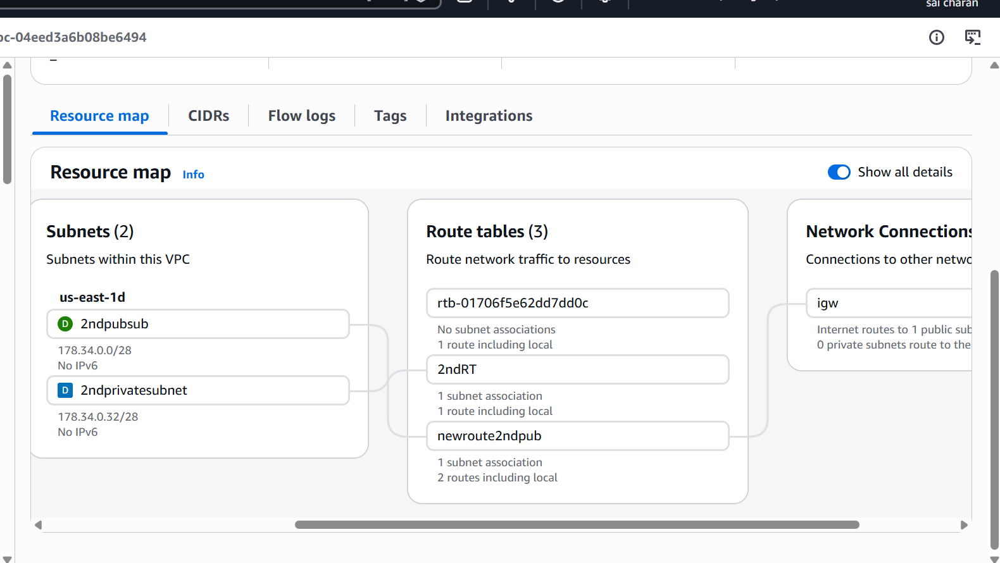 sai charan
pc-04eed3a6b08be6494
Resource map
CIDRs
Flow logs
Tags
Integrations
Resource map Info
Show all details
Subnets (2)
Subnets within this VPC
us-east-1d
D 2ndpubsub
178.34.0.0/28
No IPv6
D 2ndprivatesubnet
178.34.0.32/28
No IPv6
Route tables (3)
Route network traffic to resources
rtb-01706f5e62dd7dd0c
No subnet associations
1 route including local
2ndRT
1 subnet association
1 route including local
newroute2ndpub
1 subnet association
2 routes including local
Network Connections
Connections to other netwo
igw
Internet routes to 1 public sub
0 private subnets route to the